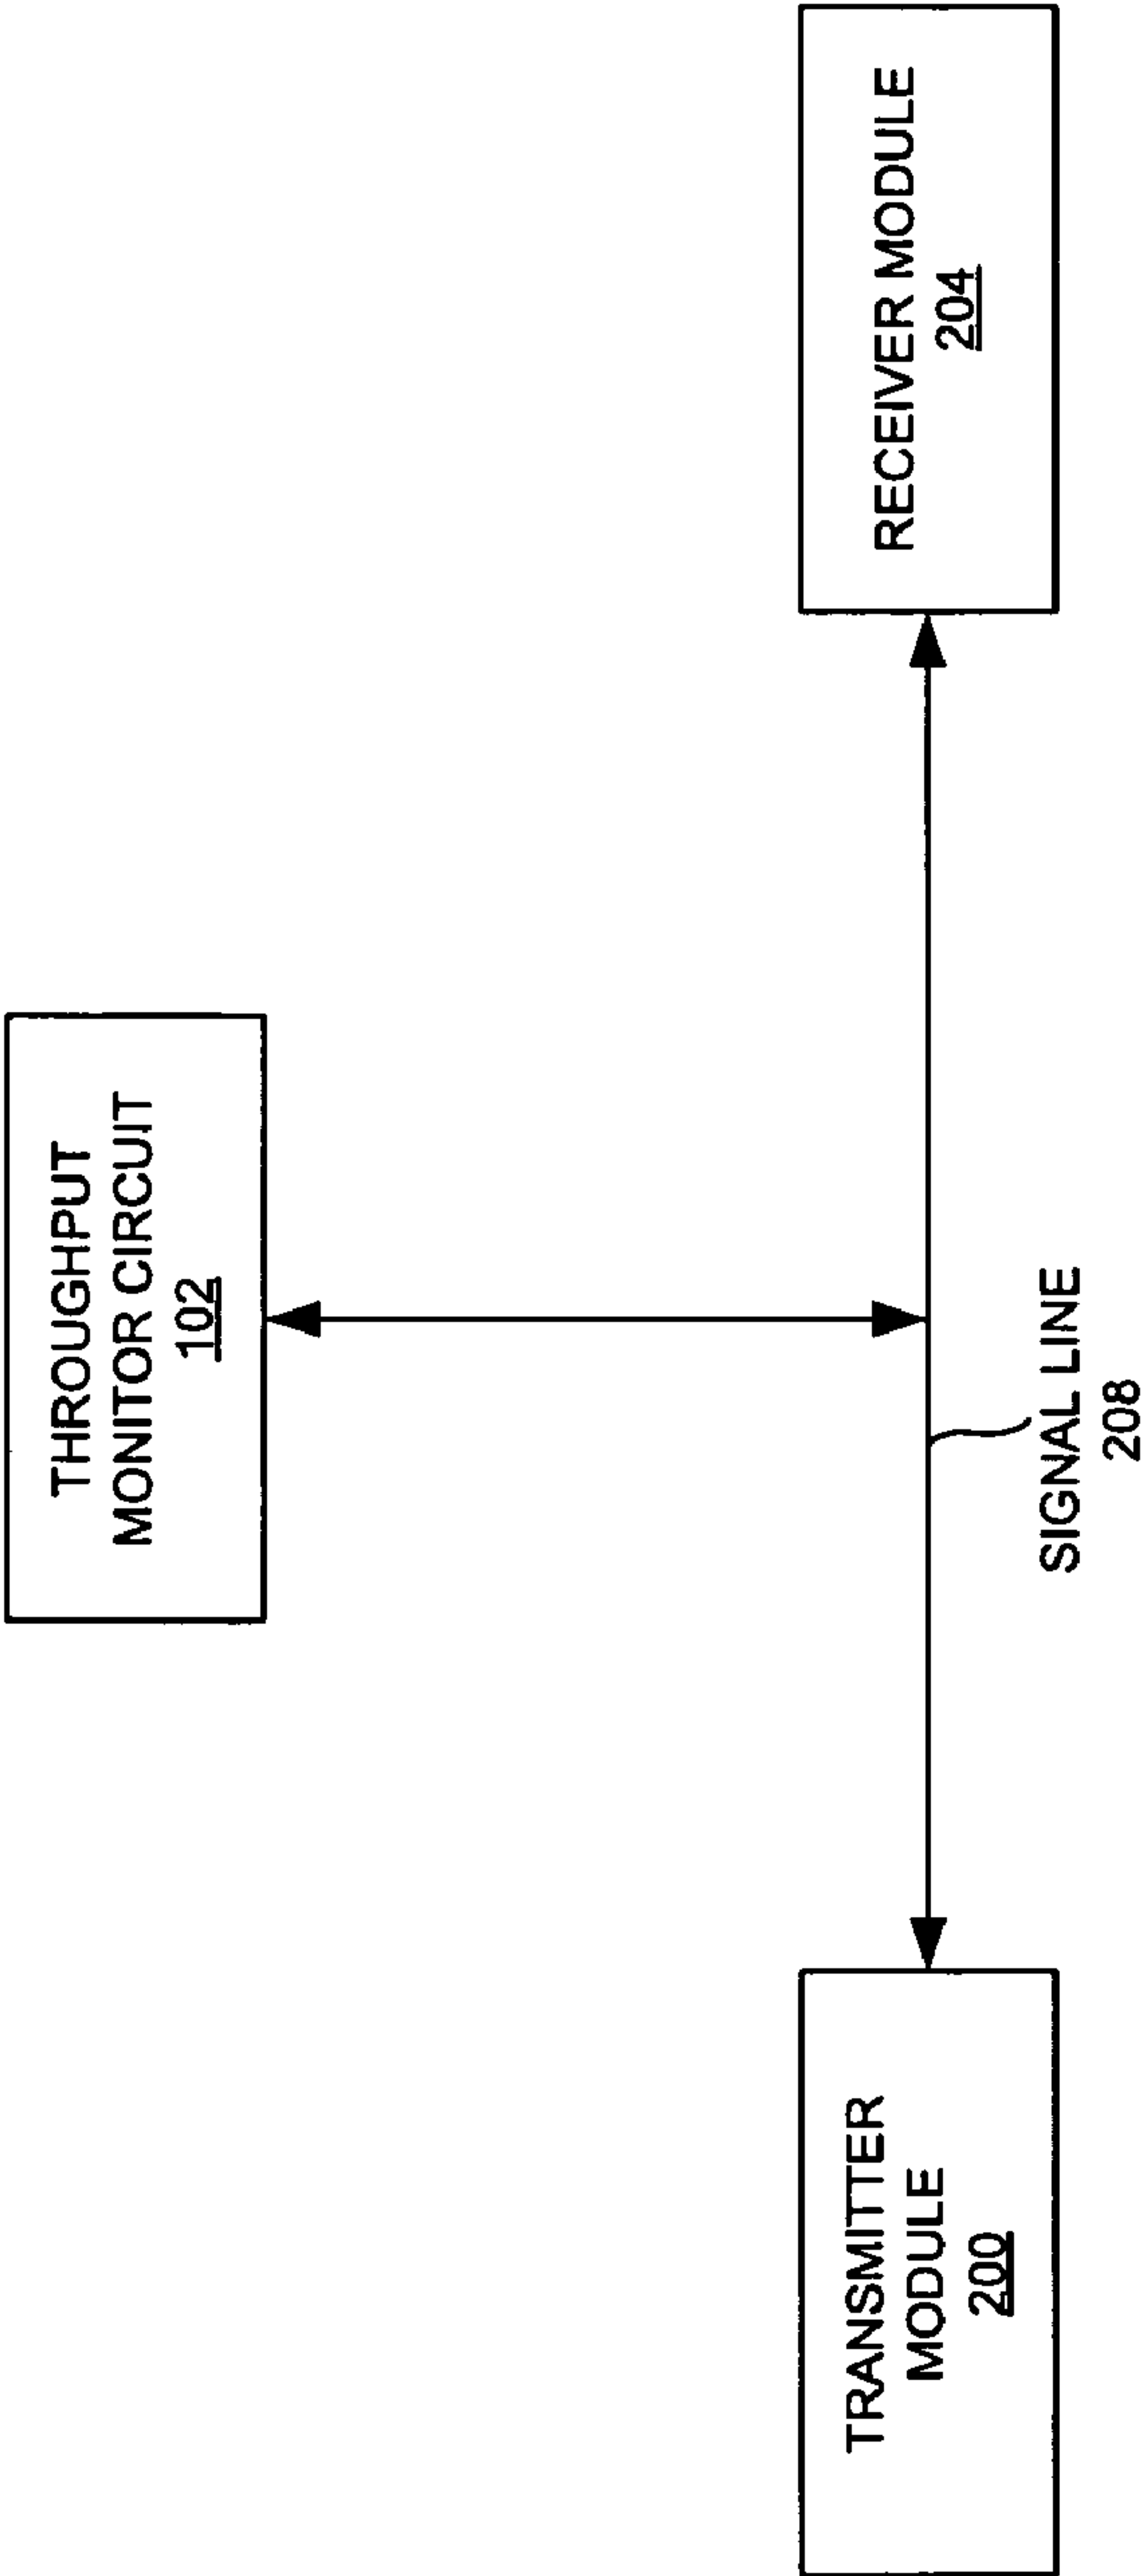 THROUGHPUT
MONITOR CIRCUIT
102
TRANSMITTER
MODULE
200
SIGNAL LINE
208
RECEIVER MODULE
204